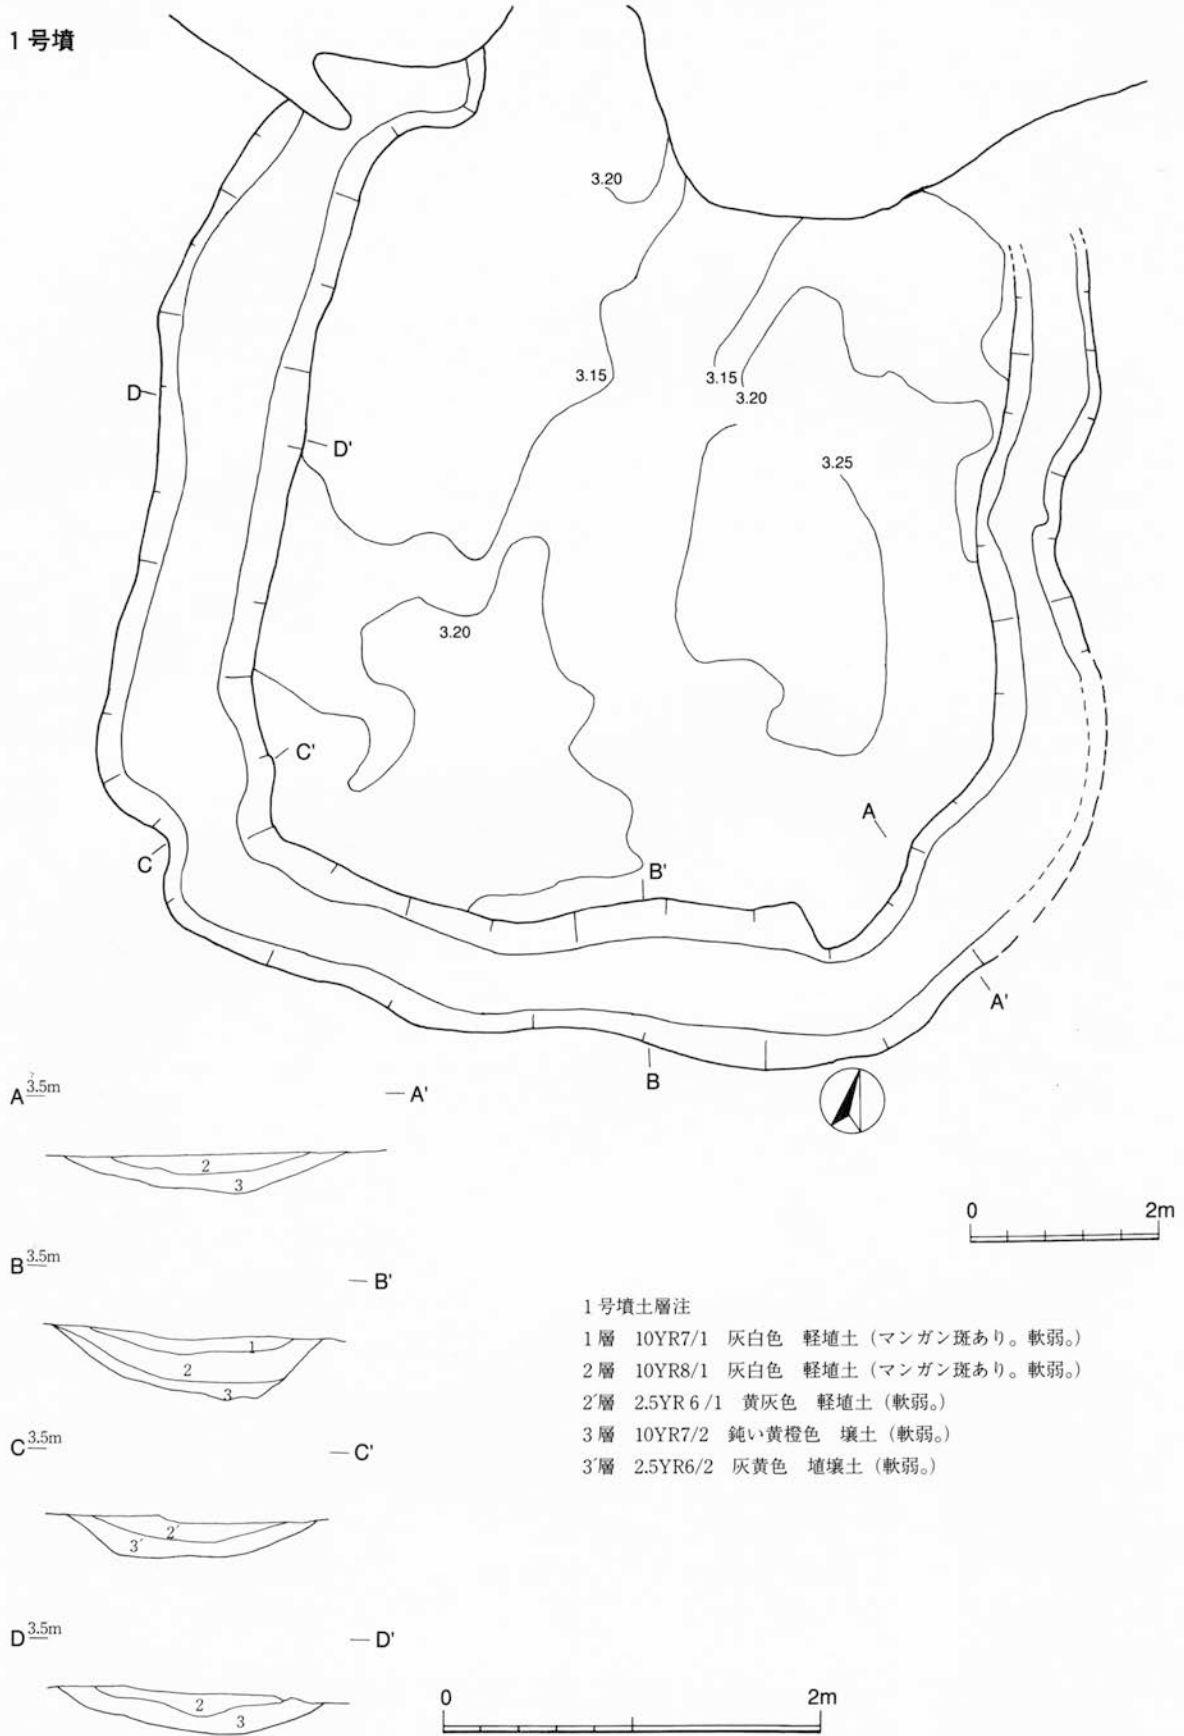 1号墳
3.20
3.15
3.15
3.20
3.25
D
D'
3.20
C'
A
C
B'
A'
B
A 3.5m
A'
2
3
0 2m
B 3.5m
B'
1
2
3
1号墳土層注
1層 10YR7/1 灰白色 軽埴土(マンガン斑あり。軟弱。)
2層 10YR8/1 灰白色 軽埴土(マンガン斑あり。軟弱。)
2´層 2.5YR 6 /1 黄灰色 軽埴土(軟弱。)
3層 10YR7/2 鈍い黄橙色 壌土(軟弱。)
3´層 2.5YR6/2 灰黄色 埴壌土(軟弱。)
C 3.5m
C'
2´
3´
D 3.5m
D'
2
3
0 2m